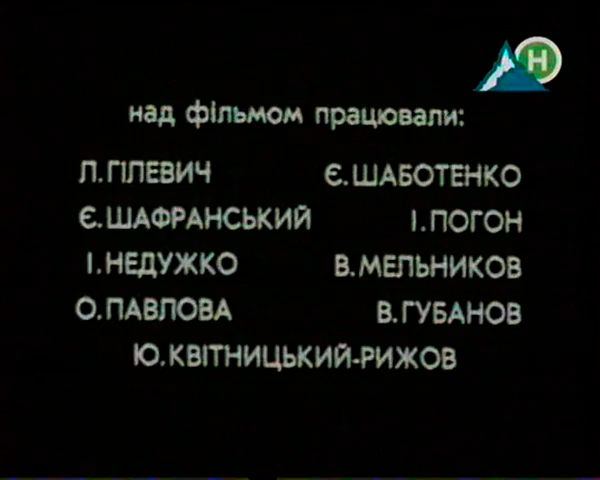 Н
над фільмом працювали:
Л.ГІЛЕВИЧ Є.ШАБОТЕНКО
Є.ШАФРАНСЬКИЙ І.ПОГОН
І.НЕДУЖКО В.МЕЛЬНИКОВ
О.ПАВЛОВА В.ГУБАНОВ
Ю.КВІТНИЦЬКИЙ-РИЖОВ